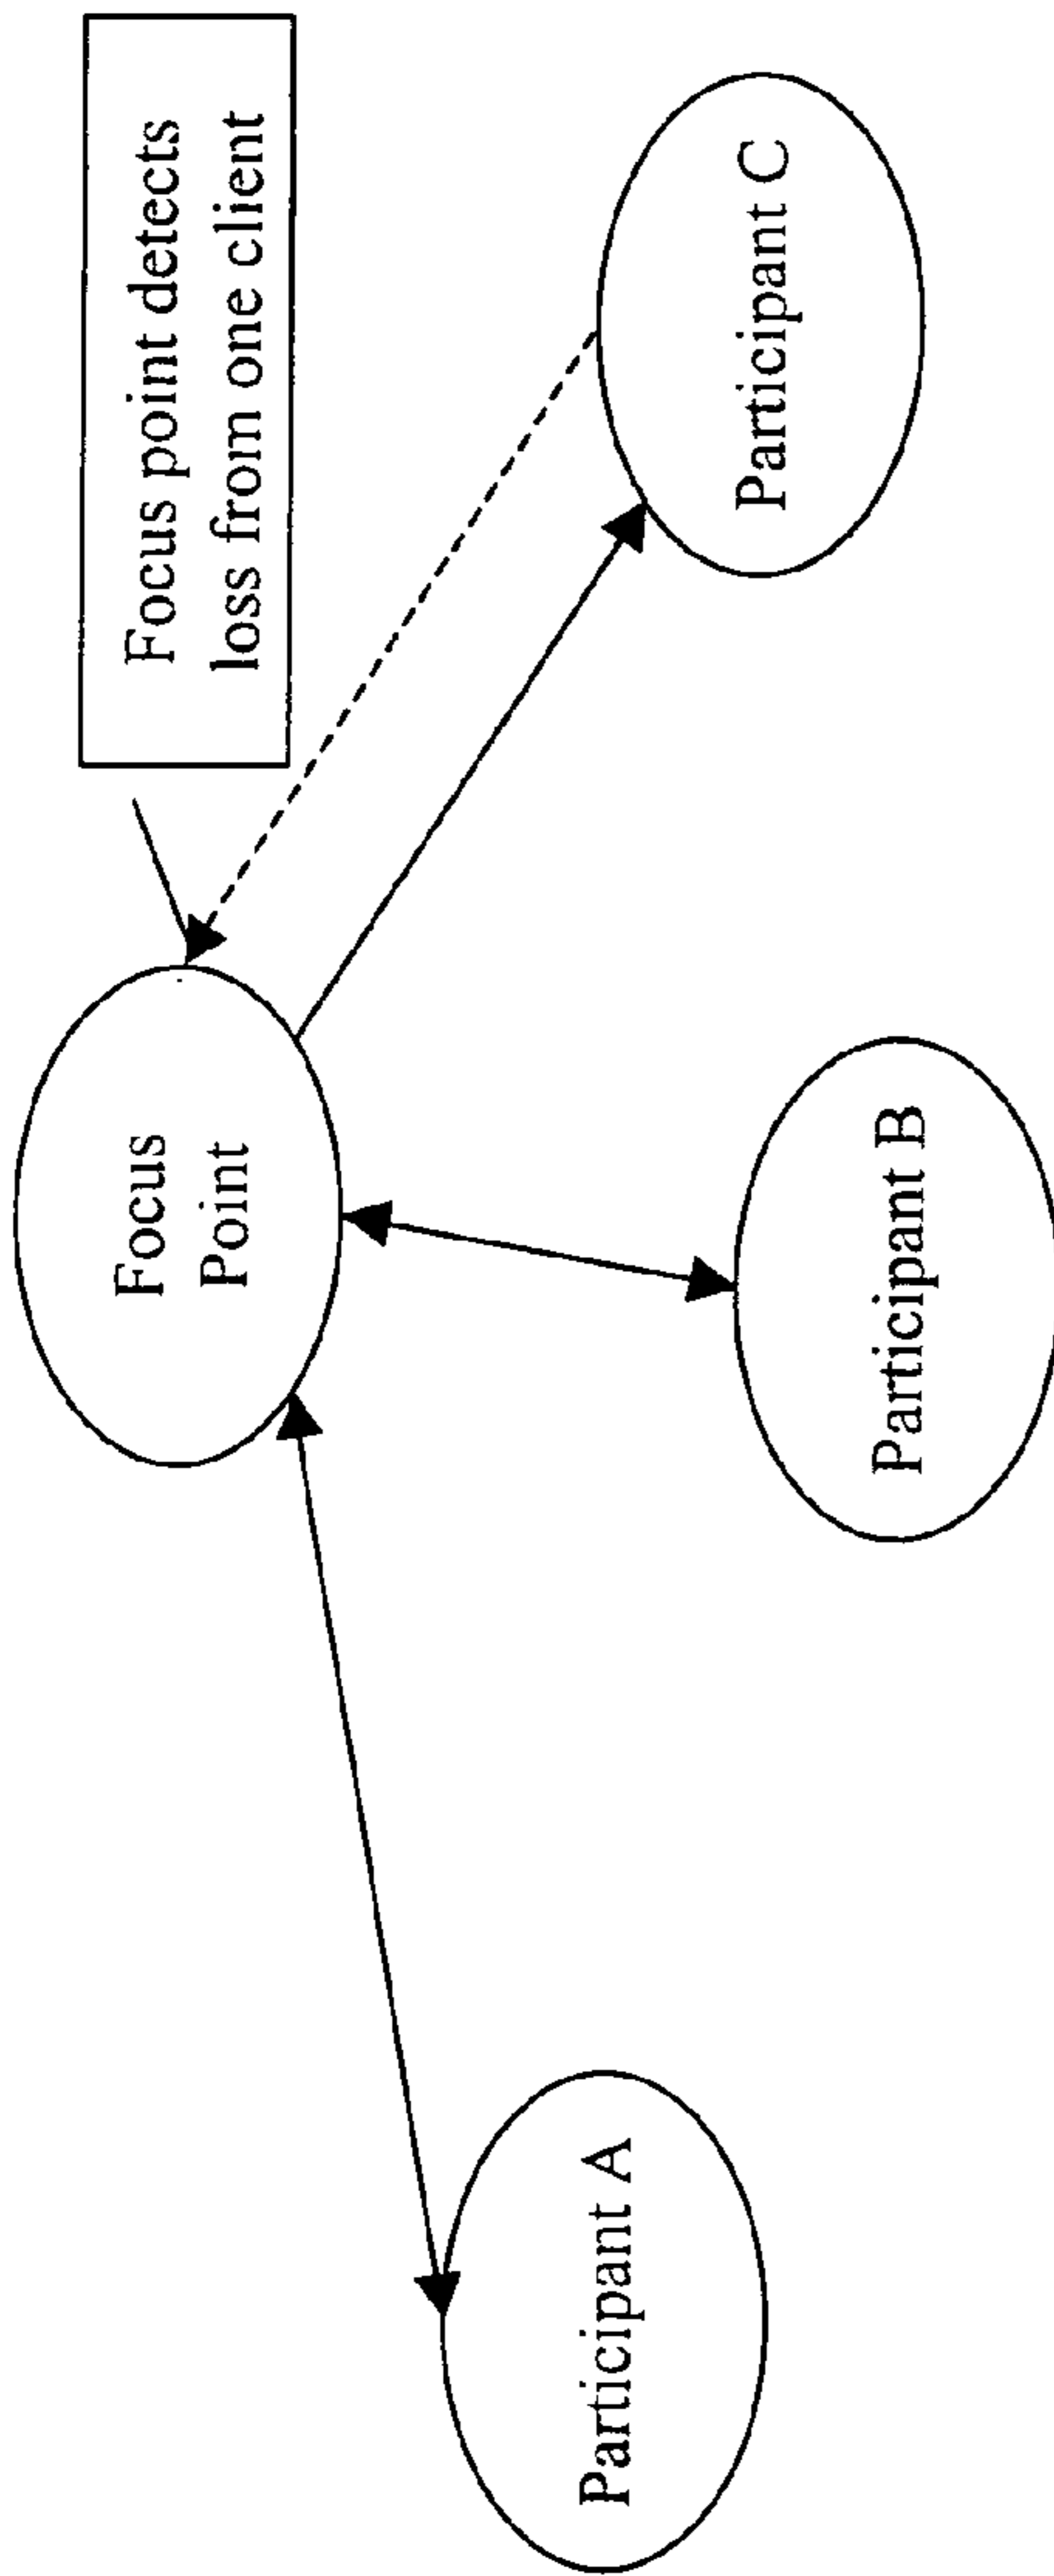 Focus point detects
loss from one client
Focus
Point
Participant C
Participant B
Participant A